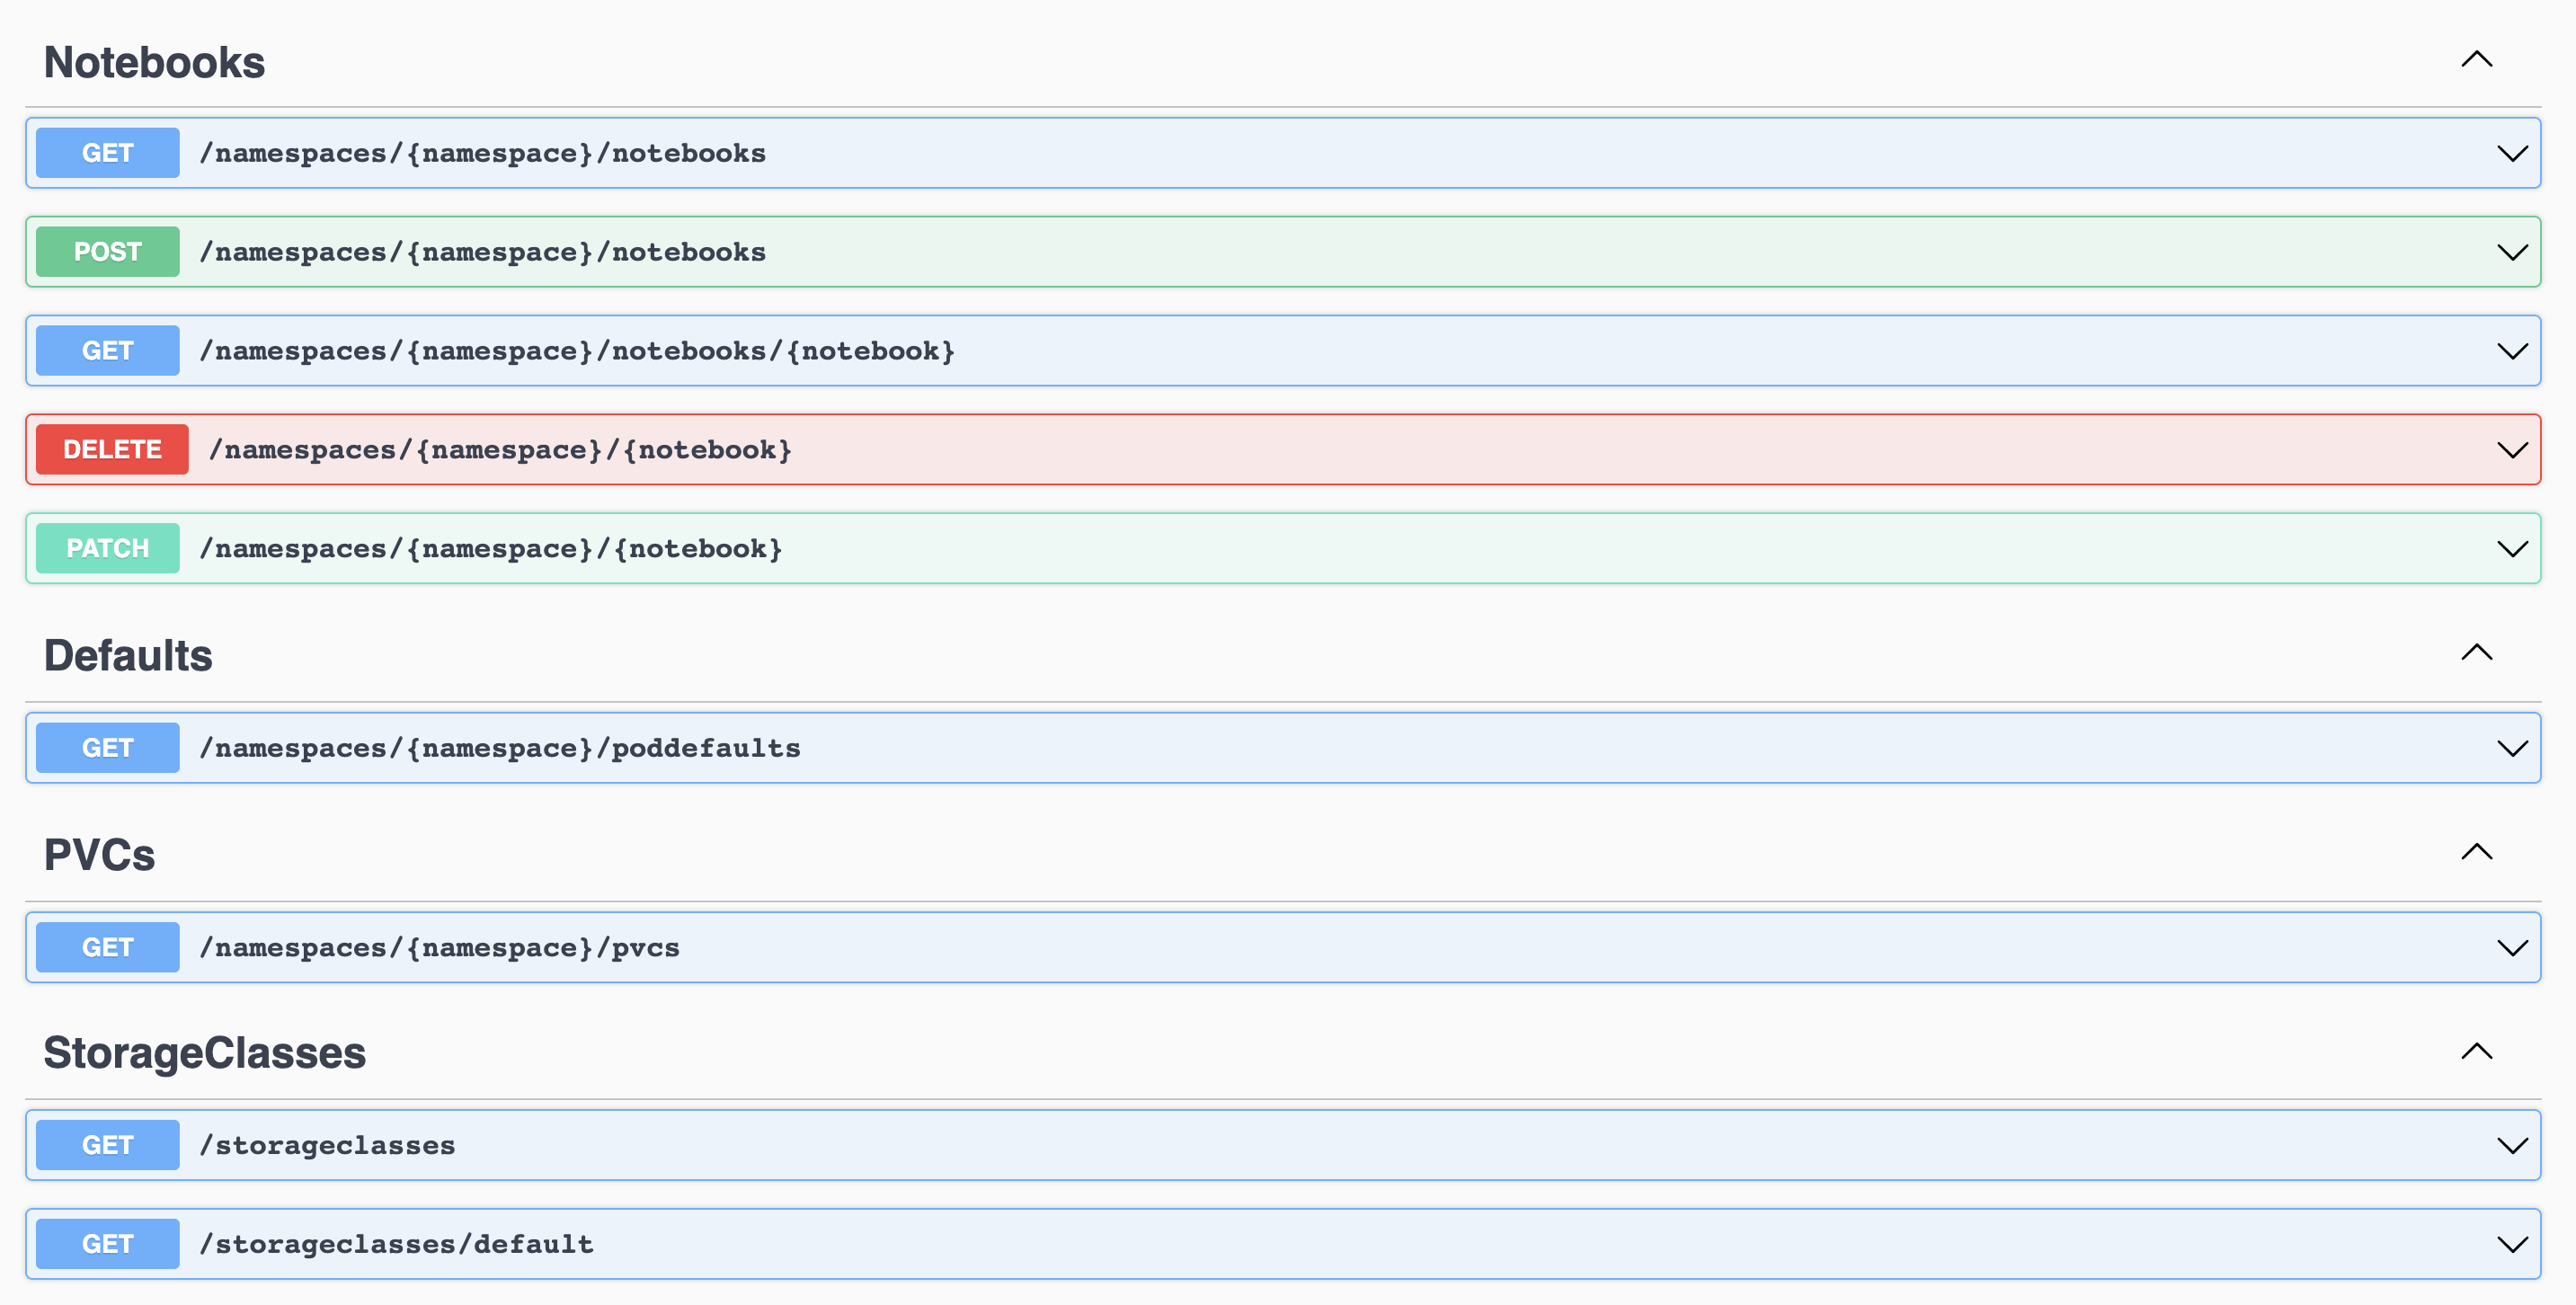 Notebooks
GET /namespaces/{namespace}/notebooks
POST /namespaces/{namespace}/notebooks
GET /namespaces/{namespace}/notebooks/{notebook}
DELETE /namespaces/{namespace}/{notebook}
PATCH /namespaces/{namespace}/{notebook}
Defaults
GET /namespaces/{namespace}/poddefaults
PVCs
GET /namespaces/{namespace}/pvcs
StorageClasses
GET /storageclasses
GET /storageclasses/default